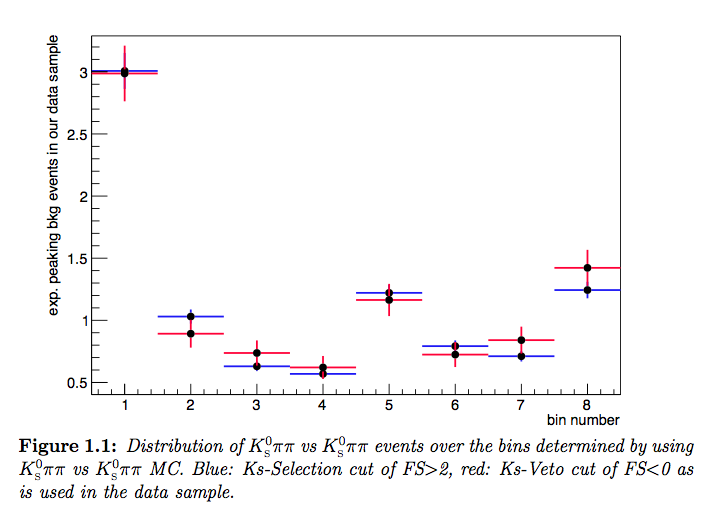 exp. peaking bkg events in our data sample
3
2.5
2
1.5
1
0.5
1 2 3 4 5 6 7 8
bin number
Figure 1.1: Distribution of K⁰ₛππ vs K⁰ₛππ events over the bins determined by using
K⁰ₛππ vs K⁰ₛππ MC. Blue: Ks-Selection cut of FS>2, red: Ks-Veto cut of FS<0 as
is used in the data sample.